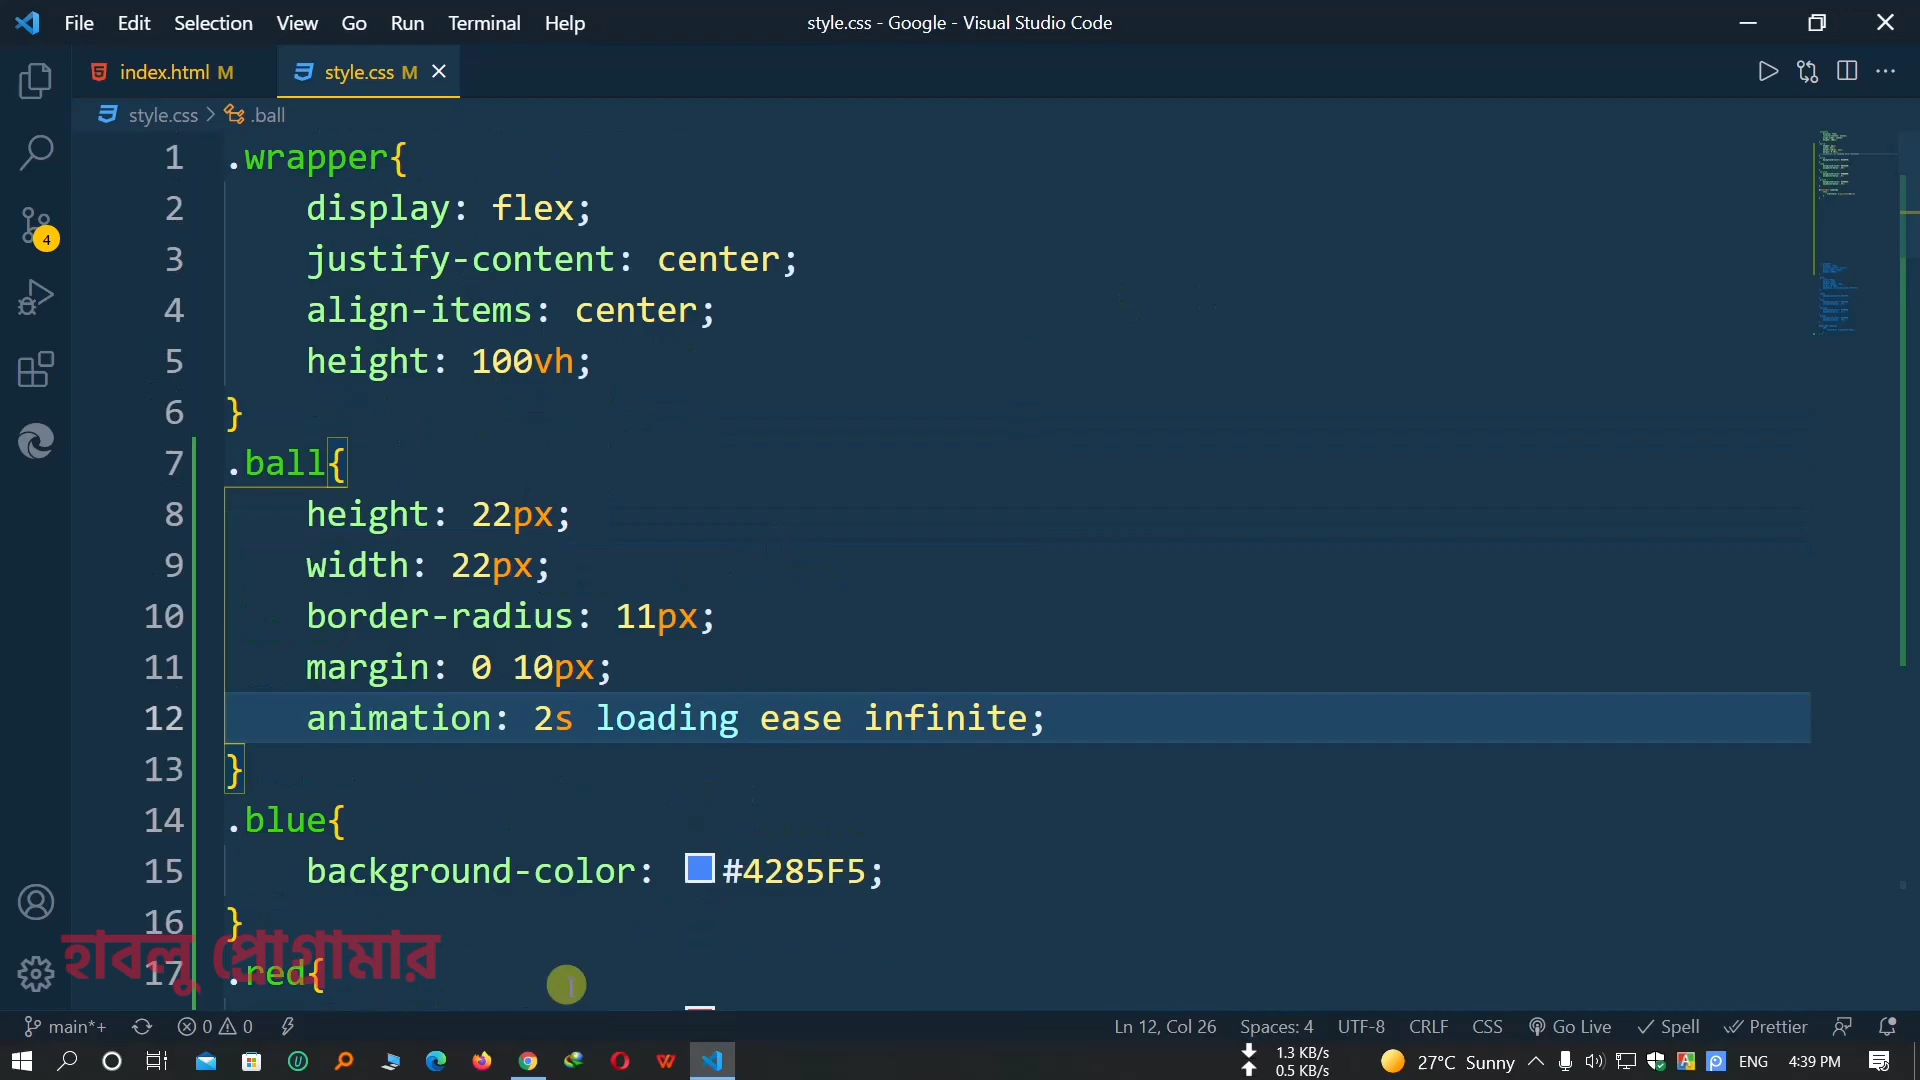 File Edit Selection View Go Run Terminal Help
style.css - Google - Visual Studio Code
index.html M
style.css M
style.css > .ball
1 .wrapper{
2 display: flex;
3 justify-content: center;
4 align-items: center;
5 height: 100vh;
6 }
7 .ball{
8 height: 22px;
9 width: 22px;
10 border-radius: 11px;
11 margin: 0 10px;
12 animation: 2s loading ease infinite;
13 }
14 .blue{
15 background-color: #4285F5;
16 }
17 .red{
4
হাবলু প্রোগ্রামার
main*+ 0 0 Ln 12, Col 26 Spaces: 4 UTF-8 CRLF CSS Go Live Spell Prettier
1.3 KB/s
0.5 KB/s
27°C Sunny ENG 4:39 PM